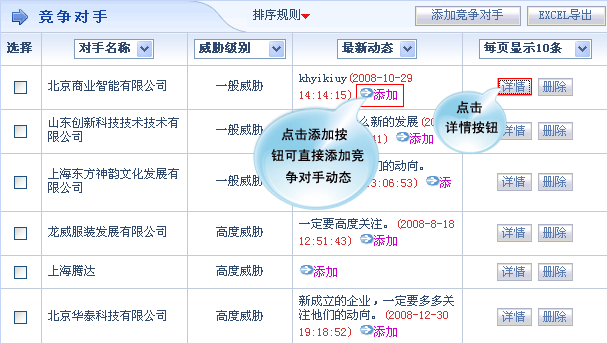 竞争对手 排序规则 添加竞争对手 EXCEL导出
选择 对手名称 威胁级别 最新动态 每页显示10条
北京商业智能有限公司 一般威胁 khyikiuy(2008-10-29
14:14:15) 添加 详情 删除
山东创新科技技术技术有
限公司 一般威胁 么新的发展 (20
41) 添加 删除
上海东方神韵文化发展有
限公司 一般威胁 们的动向。
3:06:53) 添 详情 删除
龙威服装发展有限公司 高度威胁 一定要高度关注。 (2008-8-18
12:51:43) 添加 详情 删除
上海腾达 高度威胁 添加 详情 删除
北京华泰科技有限公司 高度威胁 新成立的企业，一定要多多关
注他们的动向。 (2008-12-30
19:18:52) 添加 详情 删除
点击添加按
钮可直接添加竞
争对手动态
点击
详情按钮